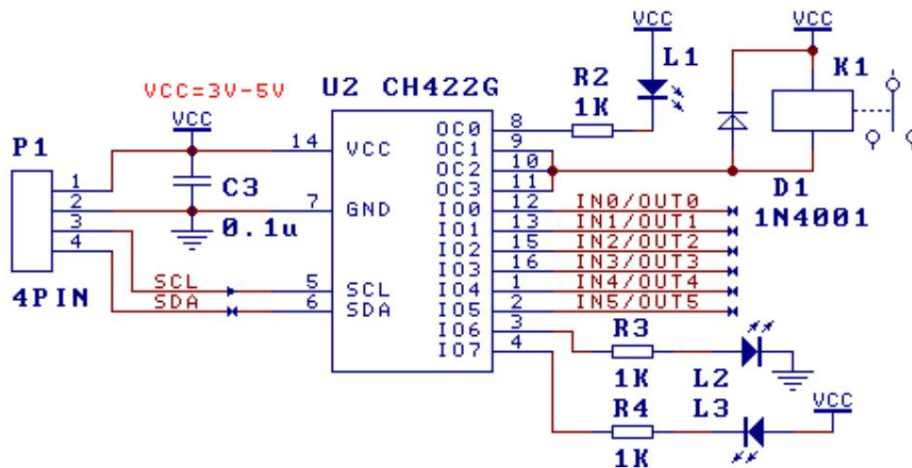 VCC
VCC
L1
K1
R2
U2 CH422G
1K
VCC=3V-5V
VCC
P1
14
VCC
OC0
8
OC1
9
OC2
10
OC3
11
1
2
3
4
C3
0.1u
7
GND
D1
1N4001
IO0
12
IN0/OUT0
IO1
13
IN1/OUT1
IO2
15
IN2/OUT2
IO3
16
IN3/OUT3
SCL
5
SCL
IO4
1
IN4/OUT4
4PIN
SDA
6
SDA
IO5
2
IN5/OUT5
IO6
3
R3
IO7
4
1K
L2
R4
L3
VCC
1K